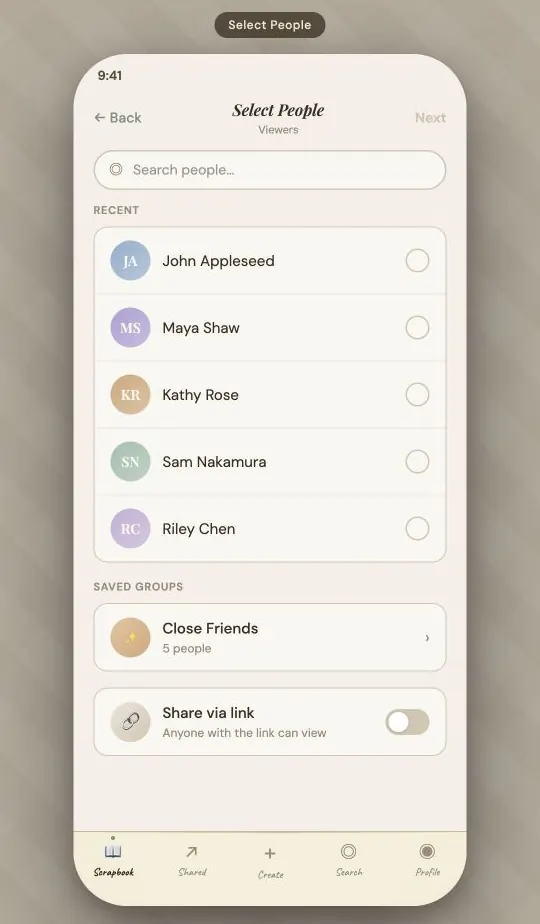 Select People
9:41
← Back
Select People
Next
Viewers
Search people...
RECENT
JA John Appleseed
MS Maya Shaw
KR Kathy Rose
SN Sam Nakamura
RC Riley Chen
SAVED GROUPS
Close Friends
5 people
›
Share via link
Anyone with the link can view
Scrapbook
Shared
Create
Search
Profile